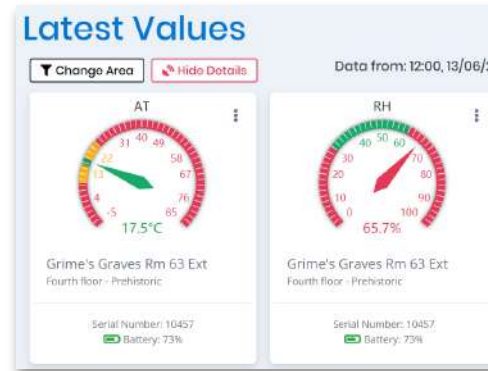 Latest Values
Change Area
Hide Details
Data from: 12:00, 13/06/
AT
-5
4
13
22
31
40
49
58
67
76
85
17.5°C
Grime's Graves Rm 63 Ext
Fourth floor - Prehistoric
Serial Number: 10457
Battery: 73%
RH
0
10
20
30
40
50
60
70
80
90
100
65.7%
Grime's Graves Rm 63 Ext
Fourth floor - Prehistoric
Serial Number: 10457
Battery: 73%